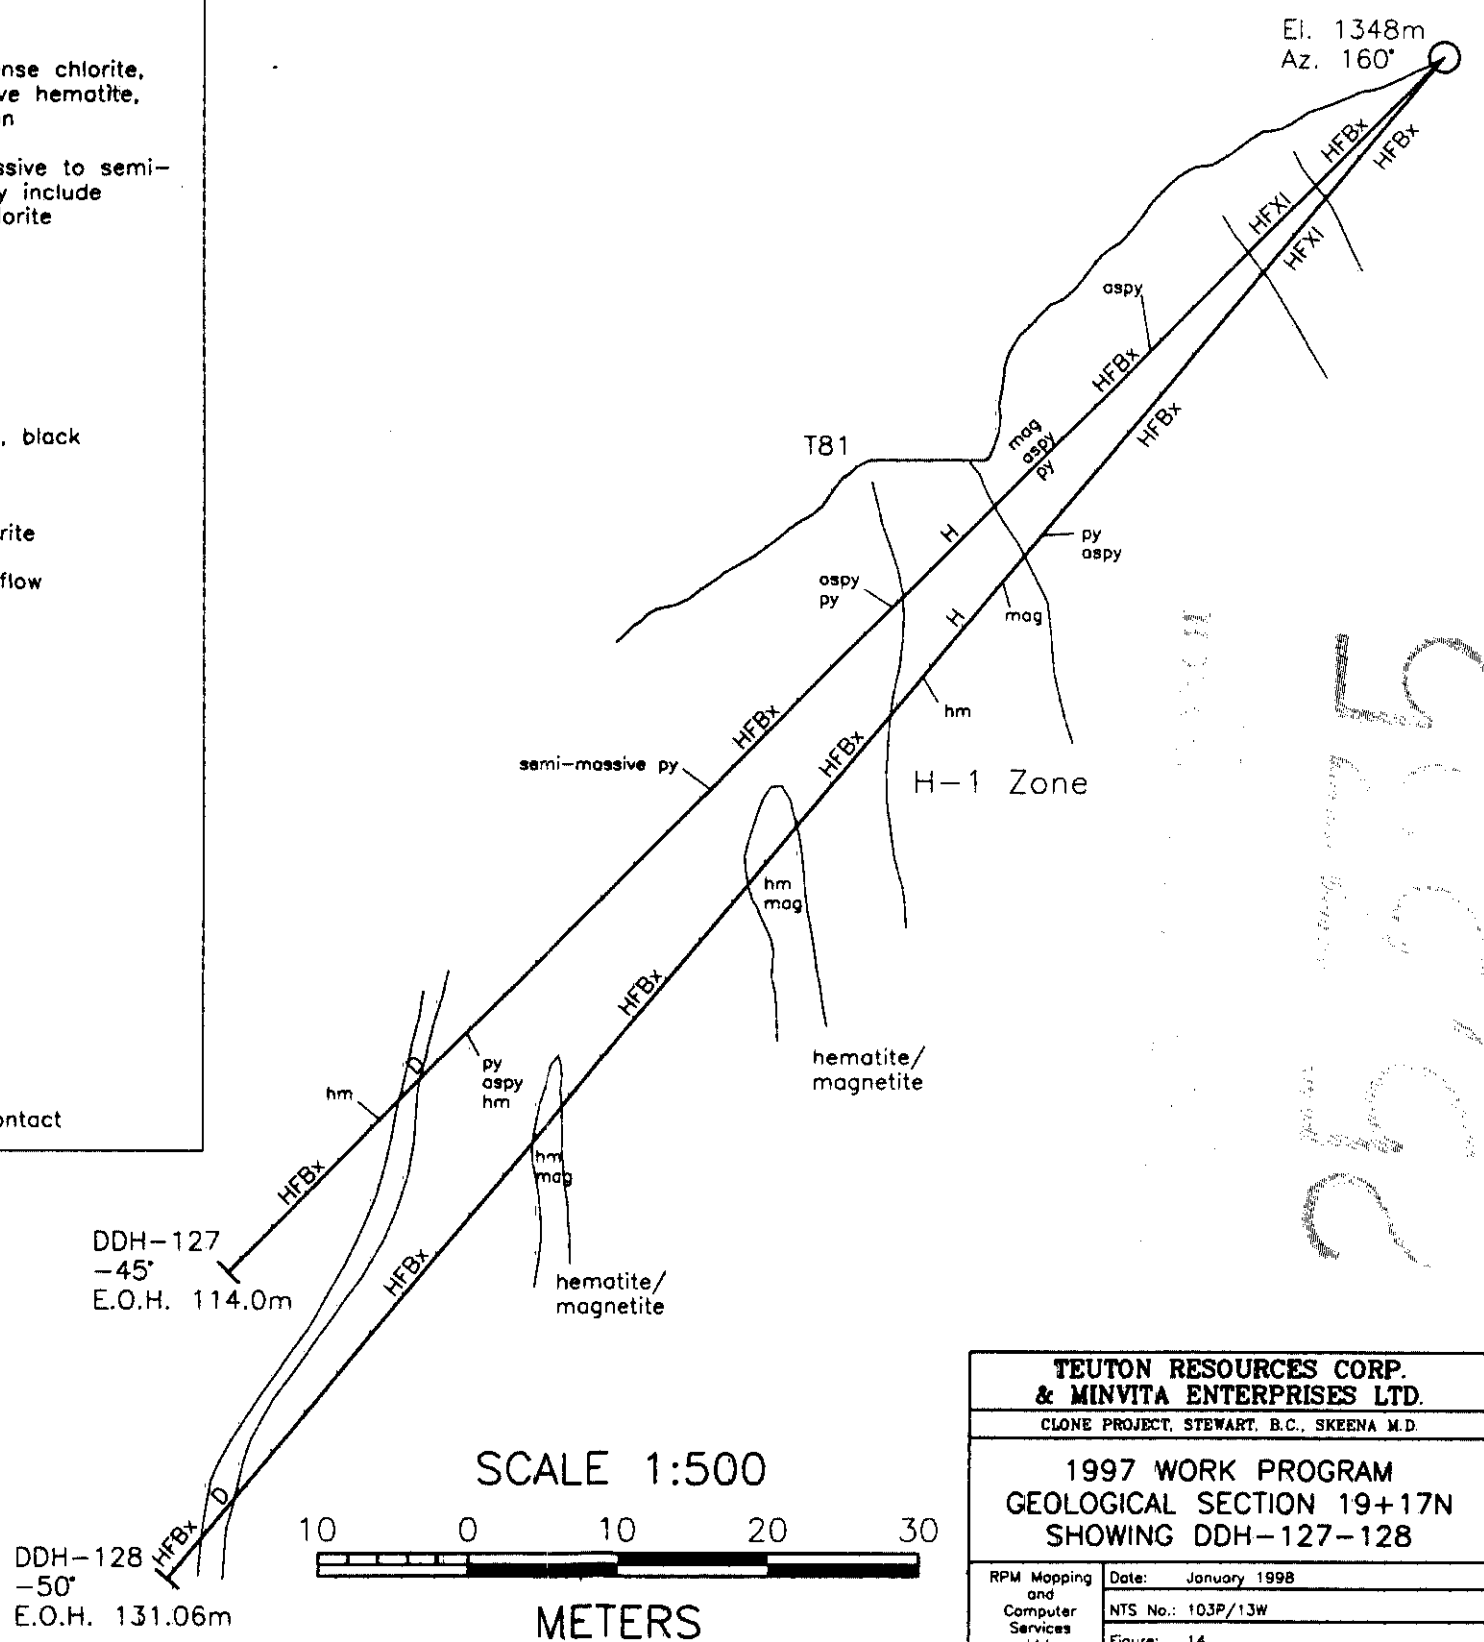 nse chlorite,
ve hematite,
n
ssive to semi-
y include
lorite
, black
rite
flow
ontact
El. 1348m
Az. 160°
HFBx
HFBx
HFXI
HFXI
aspy
HFBx
HFBx
T81
mag
aspy
py
H
py
aspy
aspy
py
H
mag
hm
HFBx
HFBx
semi-massive py
H-1 Zone
hm
mag
HFBx
hematite/
magnetite
D
py
aspy
hm
hm
hm
mag
HFBx
DDH-127
-45°
E.O.H. 114.0m
HFBx
hematite/
magnetite
D
HFBx
DDH-128
-50°
E.O.H. 131.06m
SCALE 1:500
10 0 10 20 30
METERS
TEUTON RESOURCES CORP.
& MINVITA ENTERPRISES LTD.
CLONE PROJECT, STEWART, B.C., SKEENA M.D.
1997 WORK PROGRAM
GEOLOGICAL SECTION 19+17N
SHOWING DDH-127-128
RPM Mapping
and
Computer
Services
Date: January 1998
NTS No.: 103P/13W
Figure: 14